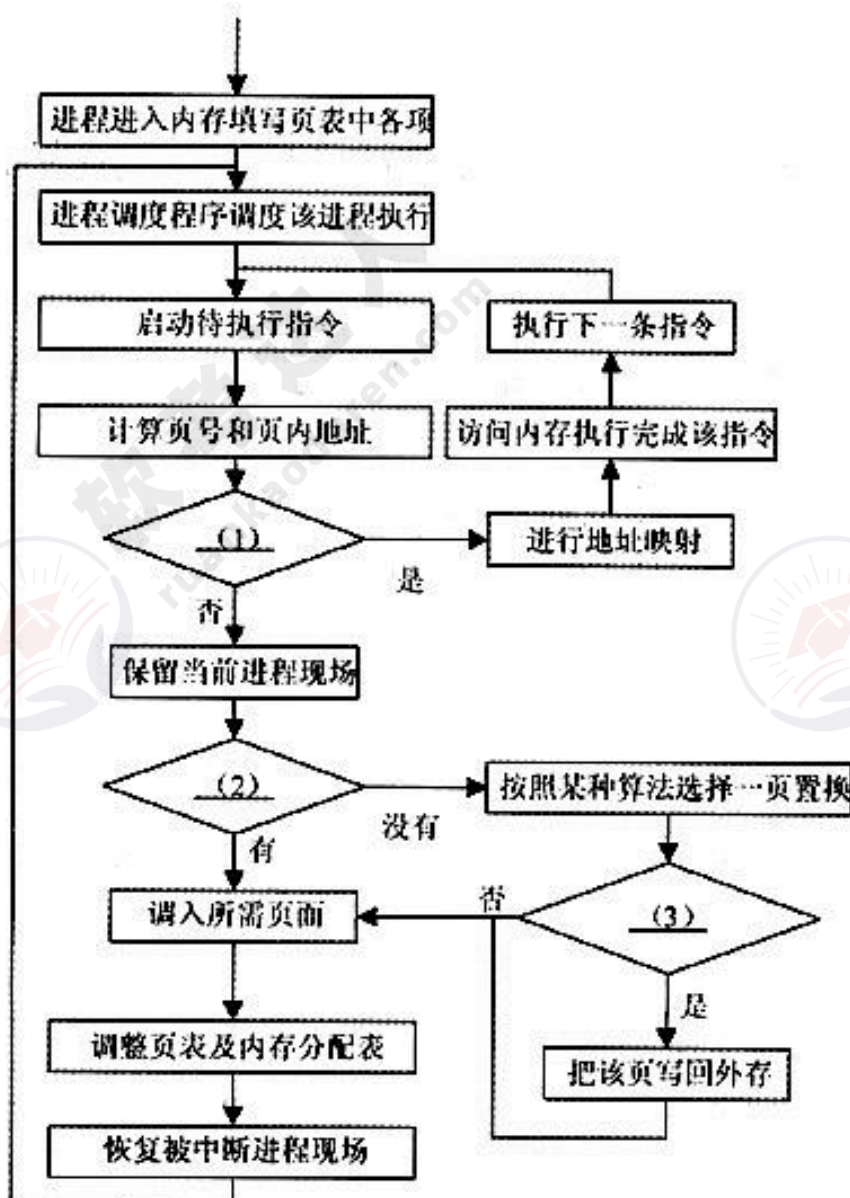 进程进入内存填写页表中各项
进程调度程序调度该进程执行
启动待执行指令
执行下一条指令
计算页号和页内地址
访问内存执行完成该指令
（1）
进行地址映射
是
否
保留当前进程现场
（2）
按照某种算法选择一页置换
没有
有
调入所需页面
否
（3）
是
调整页表及内存分配表
把该页写回外存
恢复被中断进程现场
软考达人
ruankaodaren.com